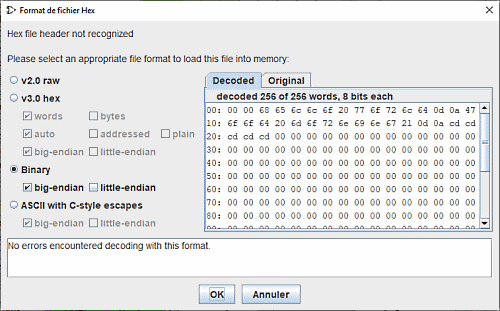 Format de fichier Hex
Hex file header not recognized
Please select an appropriate file format to load this file into memory:
v2.0 raw
v3.0 hex
words bytes
auto addressed plain
big-endian little-endian
Binary
big-endian little-endian
ASCII with C-style escapes
big-endian little-endian
Decoded Original
decoded 256 of 256 words, 8 bits each
00: 00 00 68 65 6c 6c 6f 20 77 6f 72 6c 64 0d 0a 47
10: 6f 6f 64 20 6d 6f 72 6e 69 6e 67 21 0d 0a cd cd
20: cd cd cd 00 00 00 00 00 00 00 00 00 00 00 00 00
30: 00 00 00 00 00 00 00 00 00 00 00 00 00 00 00 00
40: 00 00 00 00 00 00 00 00 00 00 00 00 00 00 00 00
50: 00 00 00 00 00 00 00 00 00 00 00 00 00 00 00 00
60: 00 00 00 00 00 00 00 00 00 00 00 00 00 00 00 00
70: 00 00 00 00 00 00 00 00 00 00 00 00 00 00 00 00
80: 00 00 00 00 00 00 00 00 00 00 00 00 00 00 00 00
No errors encountered decoding with this format.
OK Annuler